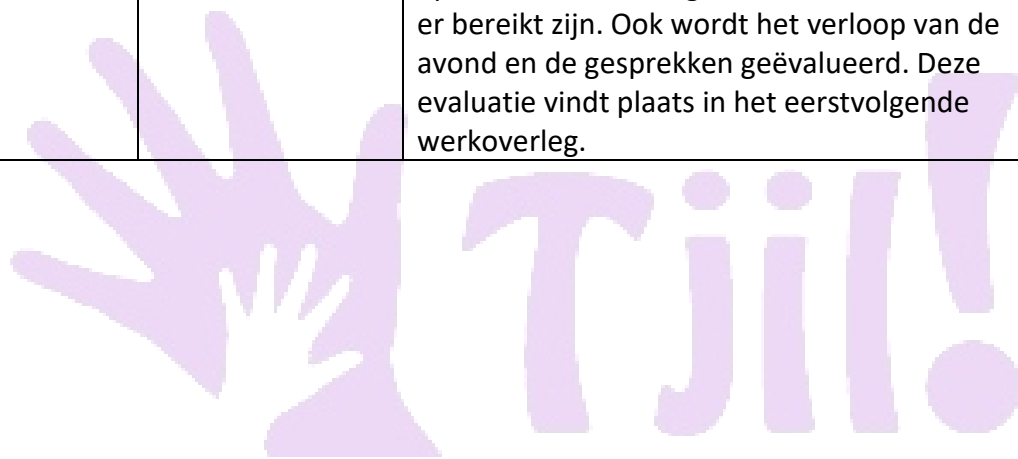 er bereikt zijn. Ook wordt het verloop van de
avond en de gesprekken geëvalueerd. Deze
evaluatie vindt plaats in het eerstvolgende
werkoverleg.
Tjil!